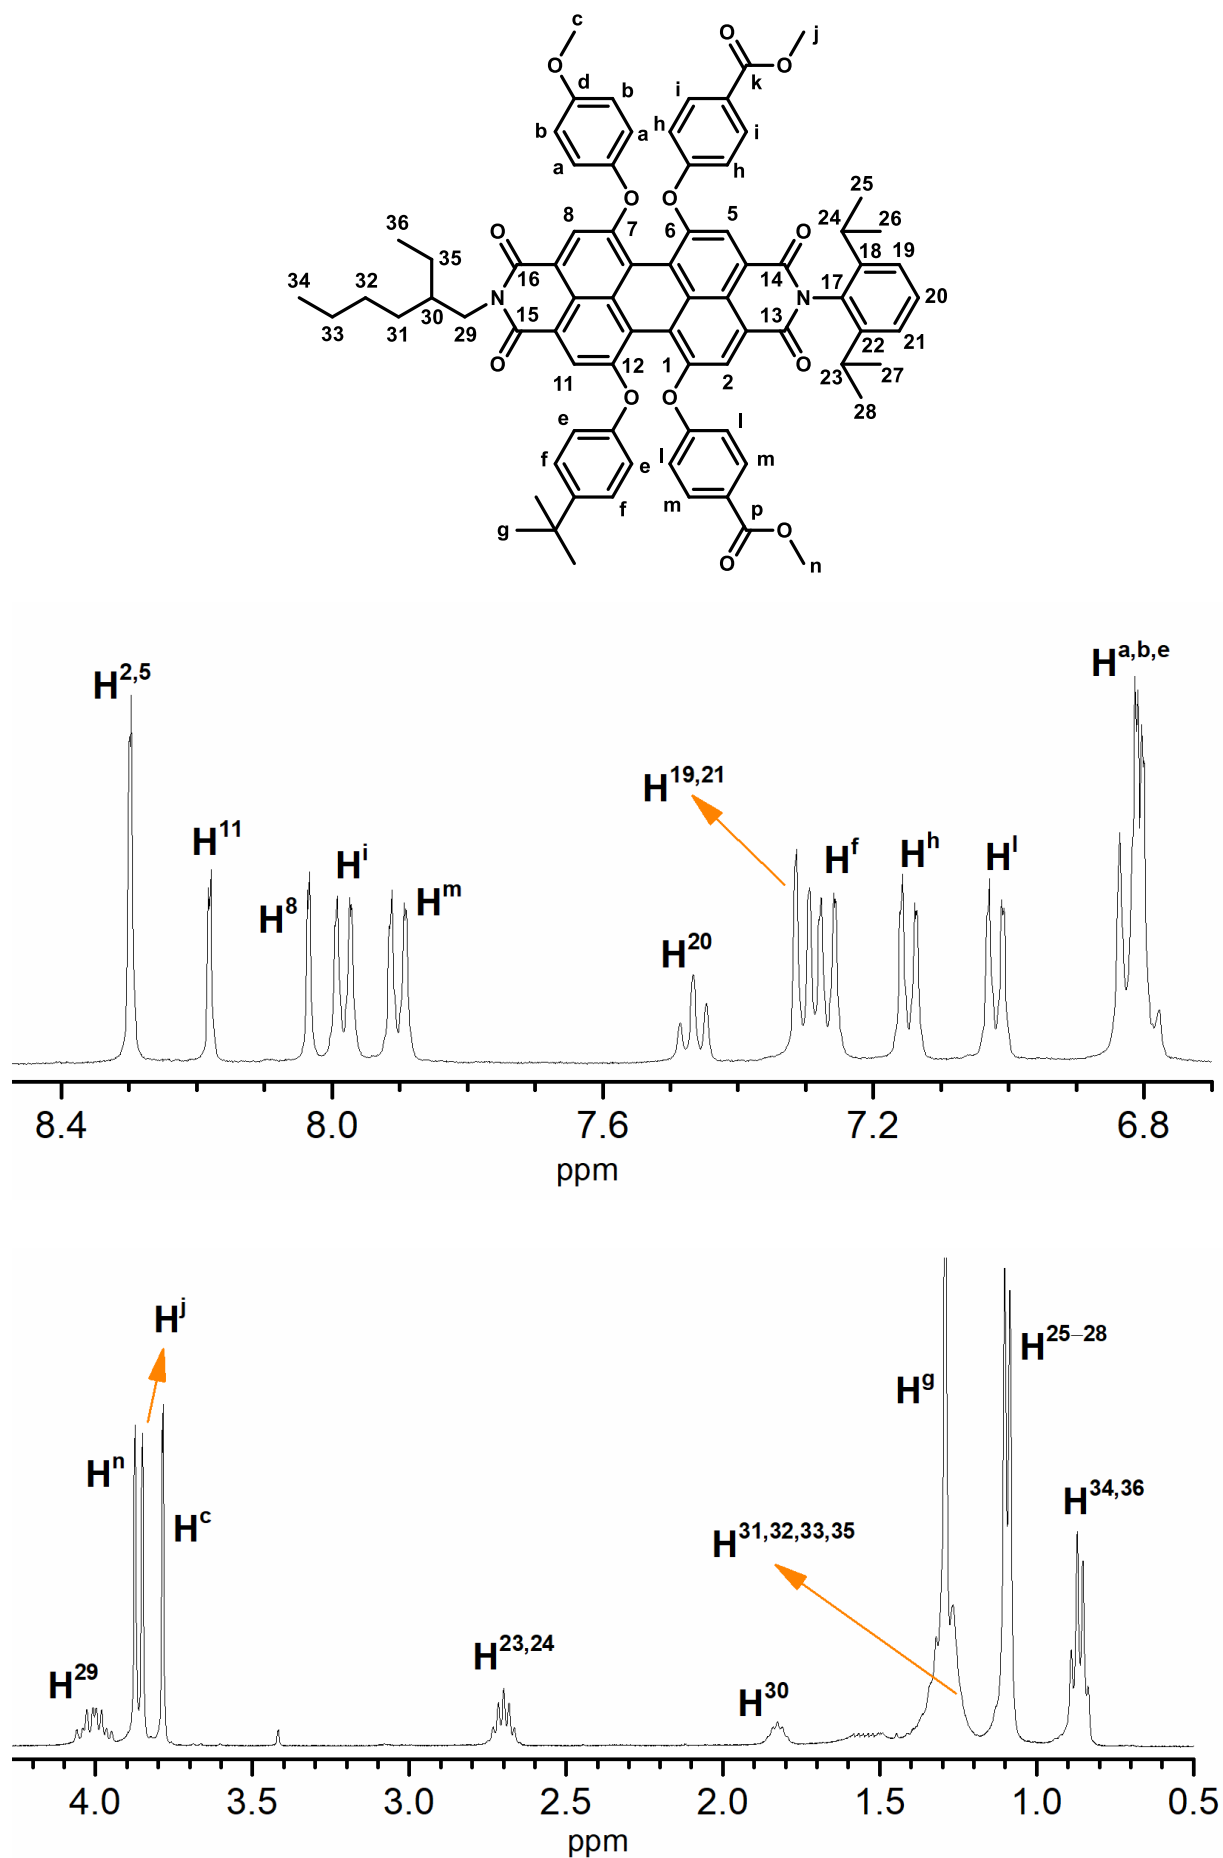 c
O
O
j
O
d
b
k
i
b
a
h
i
a
h
25
O
O
24
26
36
8
7
6
5
18
19
O
O
35
34
32
16
14
17
N
N
20
30
15
13
33
31
29
22
21
O
12
1
O
23
27
11
2
28
O
O
e
l
f
e
l
m
f
m
p
g
O
O
n
H2,5
H11
H8
Hi
Hm
H20
H19,21
Hf
Hh
Hl
Ha,b,e
8.4 8.0 7.6 7.2 6.8
ppm
Hj
Hn
Hc
H29
H23,24
H31,32,33,35
H30
Hg
H25–28
H34,36
4.0 3.5 3.0 2.5 2.0 1.5 1.0 0.5
ppm